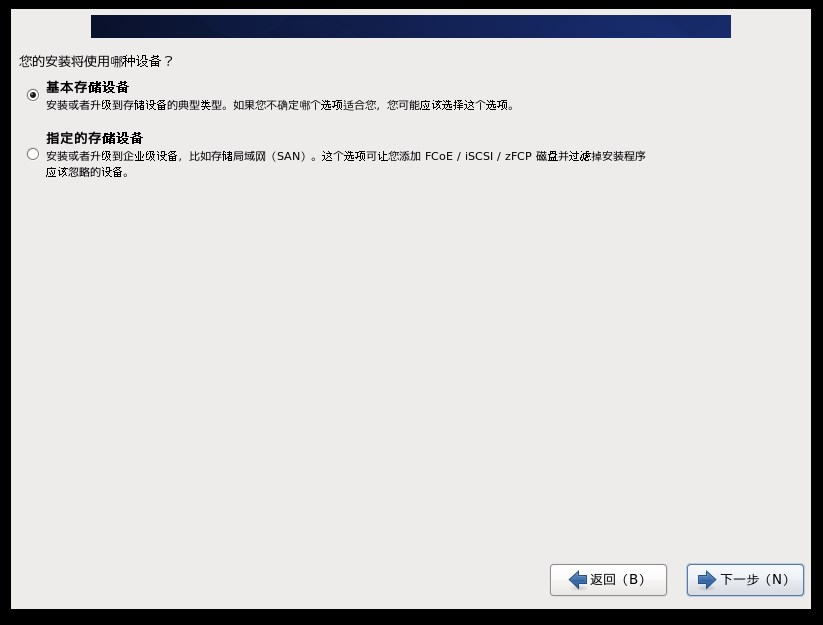 您的安装将使用哪种设备？
基本存储设备
安装或者升级到存储设备的典型类型。如果您不确定哪个选项适合您，您可能应该选择这个选项。
指定的存储设备
安装或者升级到企业级设备，比如存储局域网（SAN）。这个选项可让您添加 FCoE / iSCSI / zFCP 磁盘并过滤掉安装程序
应该忽略的设备。
返回（B）
下一步（N）